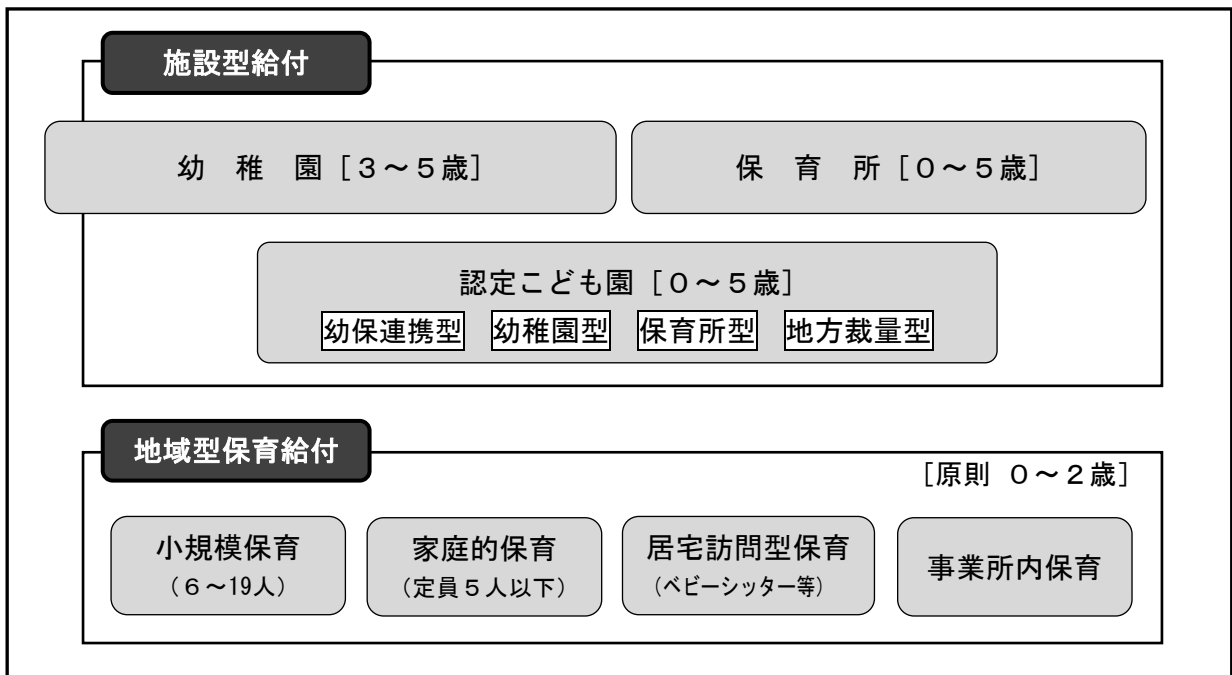 施設型給付
幼 稚 園［３～５歳］
保 育 所［０～５歳］
認定こども園［０～５歳］
幼保連携型 幼稚園型 保育所型 地方裁量型
地域型保育給付
［原則 ０～２歳］
小規模保育
（６～19人）
家庭的保育
（定員５人以下）
居宅訪問型保育
（ベビーシッター等）
事業所内保育